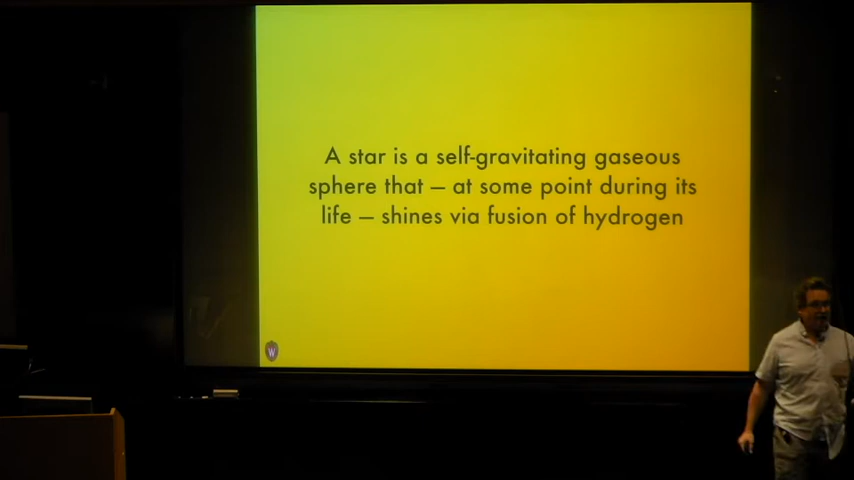 A star is a self-gravitating gaseous
sphere that — at some point during its
life — shines via fusion of hydrogen
W